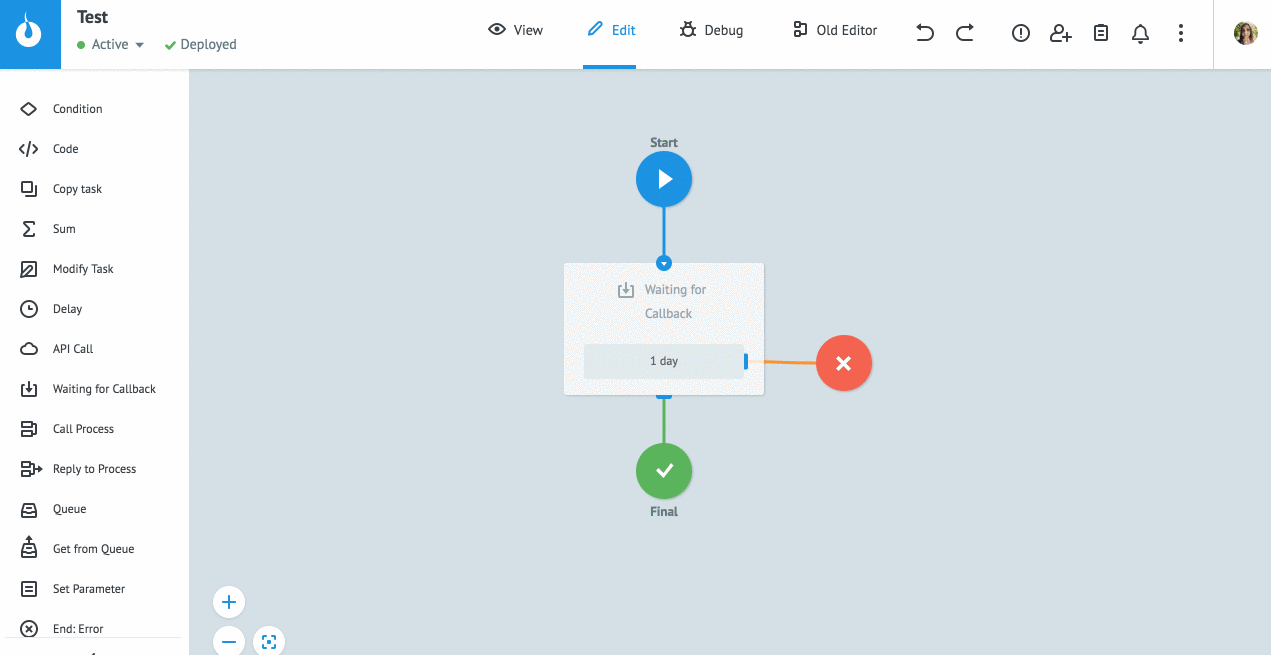 Test
Active
Deployed
View
Edit
Debug
Old Editor
Condition
Code
Copy task
Sum
Modify Task
Delay
API Call
Waiting for Callback
Call Process
Reply to Process
Queue
Get from Queue
Set Parameter
End: Error
Start
Waiting for
Callback
1 day
Final